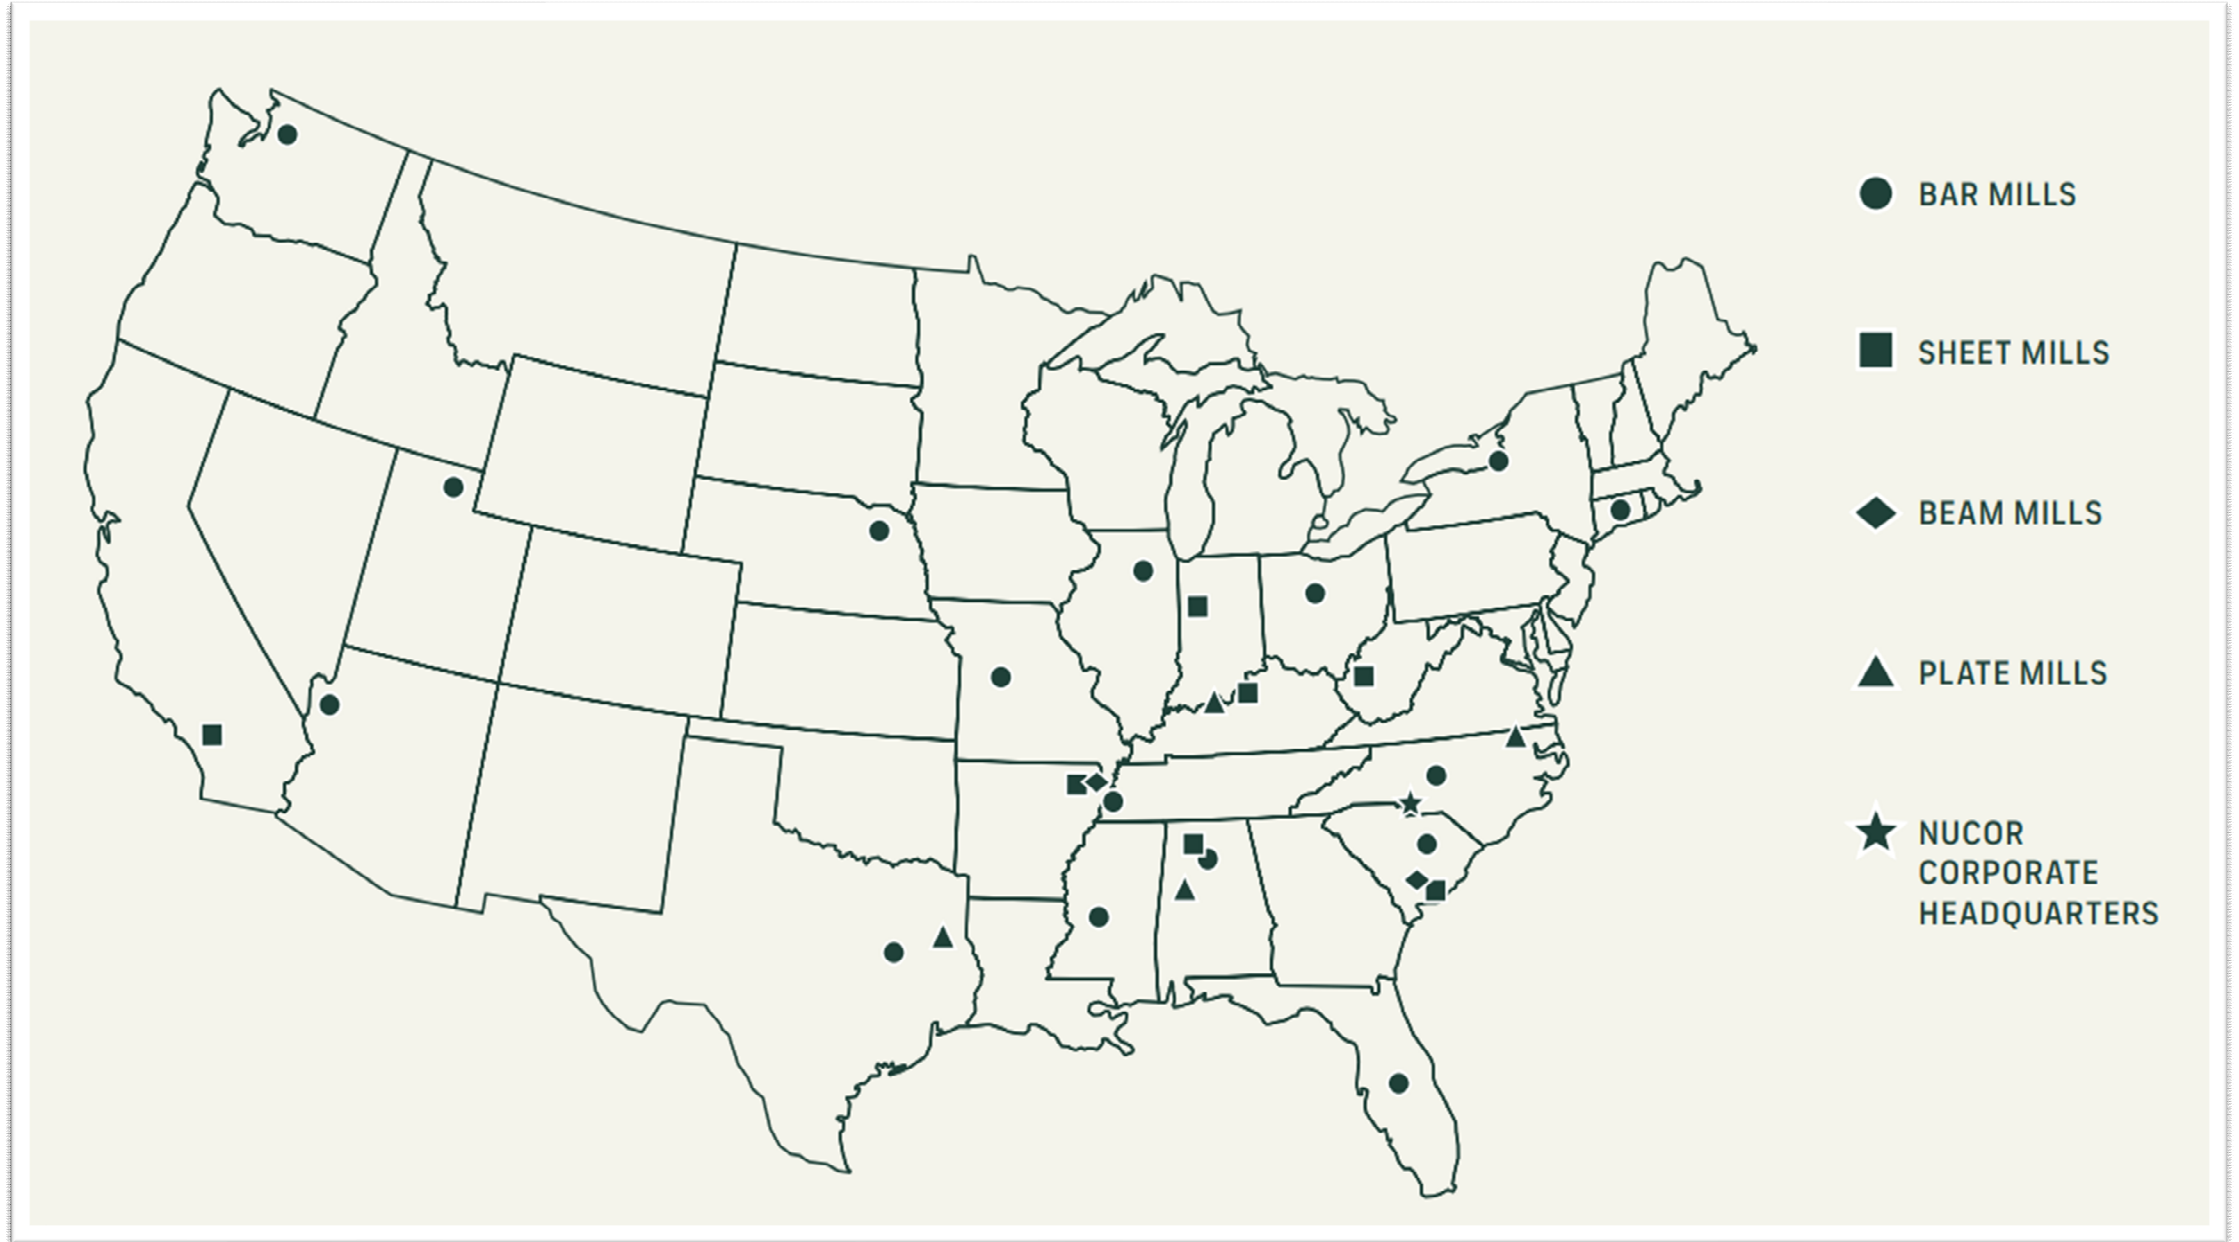 BAR MILLS
SHEET MILLS
BEAM MILLS
PLATE MILLS
NUCOR
CORPORATE
HEADQUARTERS